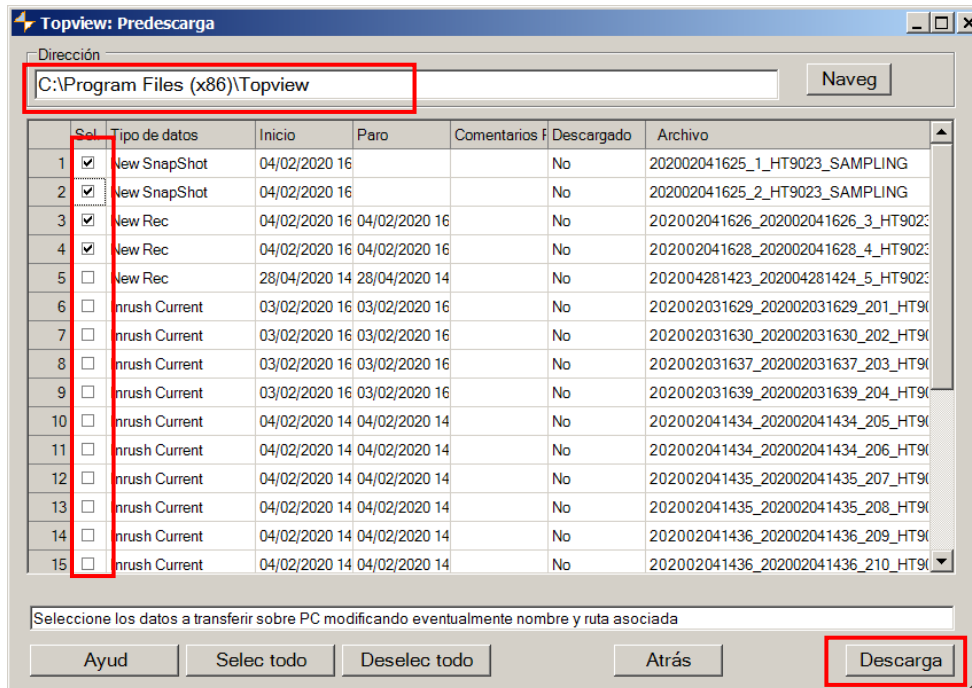 Topview: Predescarga
Dirección
C:\Program Files (x86)\Topview Naveg
Sel. Tipo de datos Inicio Paro Comentarios F Descargado Archivo
1 New SnapShot 04/02/2020 16 No 202002041625_1_HT9023_SAMPLING
2 New SnapShot 04/02/2020 16 No 202002041625_2_HT9023_SAMPLING
3 New Rec 04/02/2020 16 04/02/2020 16 No 202002041626_202002041626_3_HT9023
4 New Rec 04/02/2020 16 04/02/2020 16 No 202002041628_202002041628_4_HT9023
5 New Rec 28/04/2020 14 28/04/2020 14 No 202004281423_202004281424_5_HT9023
6 Inrush Current 03/02/2020 16 03/02/2020 16 No 202002031629_202002031629_201_HT90
7 Inrush Current 03/02/2020 16 03/02/2020 16 No 202002031630_202002031630_202_HT90
8 Inrush Current 03/02/2020 16 03/02/2020 16 No 202002031637_202002031637_203_HT90
9 Inrush Current 03/02/2020 16 03/02/2020 16 No 202002031639_202002031639_204_HT90
10 Inrush Current 04/02/2020 14 04/02/2020 14 No 202002041434_202002041434_205_HT90
11 Inrush Current 04/02/2020 14 04/02/2020 14 No 202002041434_202002041434_206_HT90
12 Inrush Current 04/02/2020 14 04/02/2020 14 No 202002041435_202002041435_207_HT90
13 Inrush Current 04/02/2020 14 04/02/2020 14 No 202002041435_202002041435_208_HT90
14 Inrush Current 04/02/2020 14 04/02/2020 14 No 202002041436_202002041436_209_HT90
15 Inrush Current 04/02/2020 14 04/02/2020 14 No 202002041436_202002041436_210_HT90
Seleccione los datos a transferir sobre PC modificando eventualmente nombre y ruta asociada
Ayud Selec todo Deselec todo Atrás Descarga